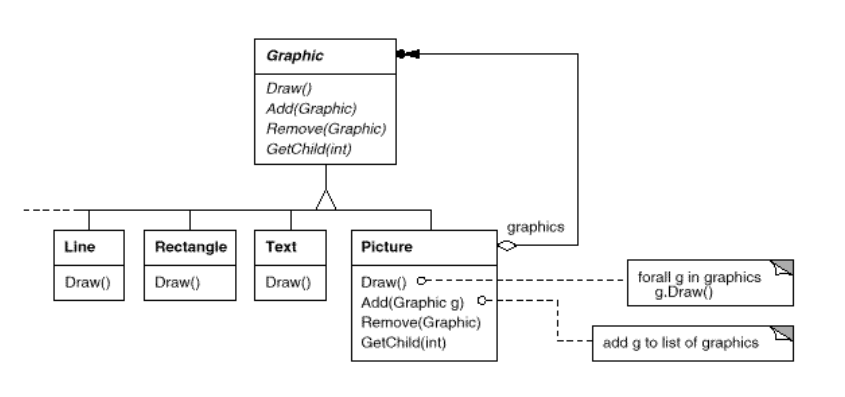 Graphic
Draw()
Add(Graphic)
Remove(Graphic)
GetChild(int)
graphics
Line
Draw()
Rectangle
Draw()
Text
Draw()
Picture
Draw()
Add(Graphic g)
Remove(Graphic)
GetChild(int)
forall g in graphics
g.Draw()
add g to list of graphics